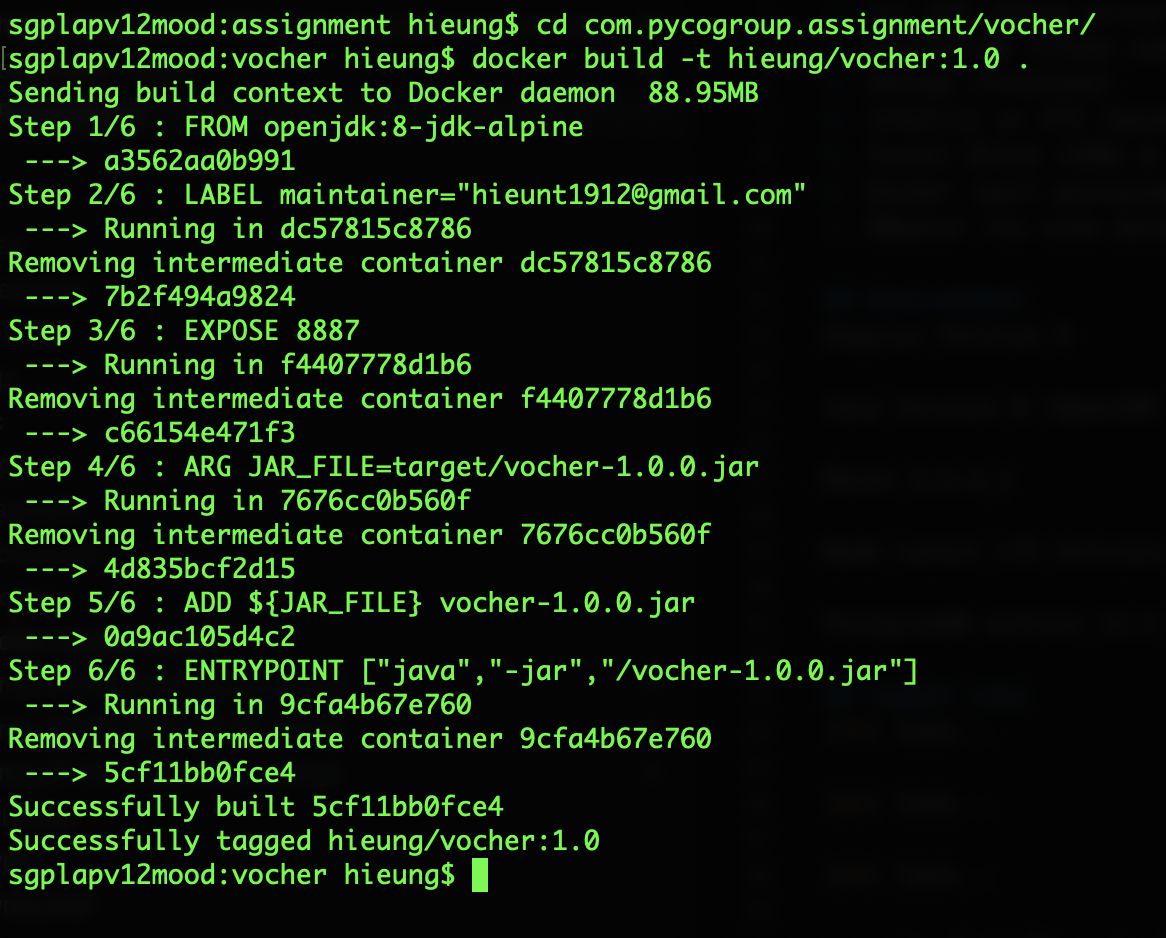 sgplapv12mood:assignment hieung$ cd com.pycogroup.assignment/vocher/
sgplapv12mood:vocher hieung$ docker build -t hieung/vocher:1.0 .
Sending build context to Docker daemon  88.95MB
Step 1/6 : FROM openjdk:8-jdk-alpine
 ---> a3562aa0b991
Step 2/6 : LABEL maintainer="hieunt1912@gmail.com"
 ---> Running in dc57815c8786
Removing intermediate container dc57815c8786
 ---> 7b2f494a9824
Step 3/6 : EXPOSE 8887
 ---> Running in f4407778d1b6
Removing intermediate container f4407778d1b6
 ---> c66154e471f3
Step 4/6 : ARG JAR_FILE=target/vocher-1.0.0.jar
 ---> Running in 7676cc0b560f
Removing intermediate container 7676cc0b560f
 ---> 4d835bcf2d15
Step 5/6 : ADD ${JAR_FILE} vocher-1.0.0.jar
 ---> 0a9ac105d4c2
Step 6/6 : ENTRYPOINT ["java","-jar","/vocher-1.0.0.jar"]
 ---> Running in 9cfa4b67e760
Removing intermediate container 9cfa4b67e760
 ---> 5cf11bb0fce4
Successfully built 5cf11bb0fce4
Successfully tagged hieung/vocher:1.0
sgplapv12mood:vocher hieung$